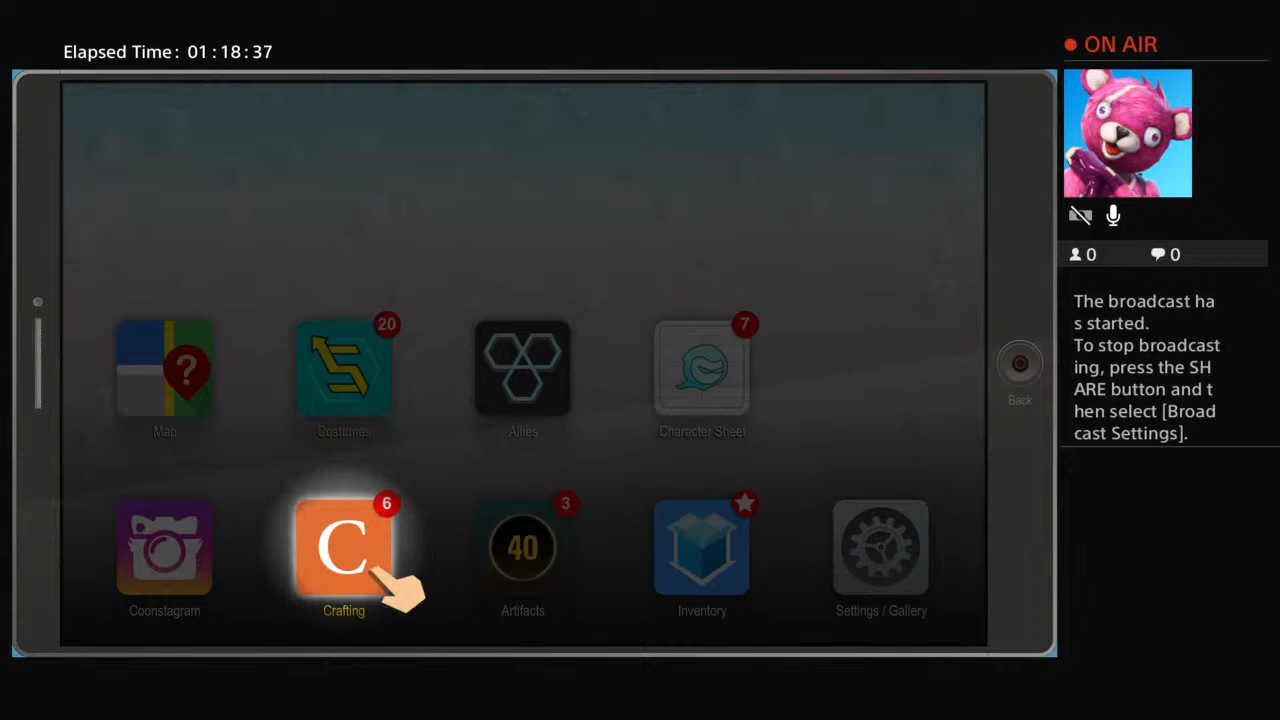 Elapsed Time: 01:18:37
ON AIR
0 0
The broadcast ha
s started.
To stop broadcast
ing, press the SH
ARE button and t
hen select [Broad
cast Settings].
?
20
7
Map
Costumes
Allies
Character Sheet
Back
C
6
40
3
Coonstagram
Crafting
Artifacts
Inventory
Settings / Gallery